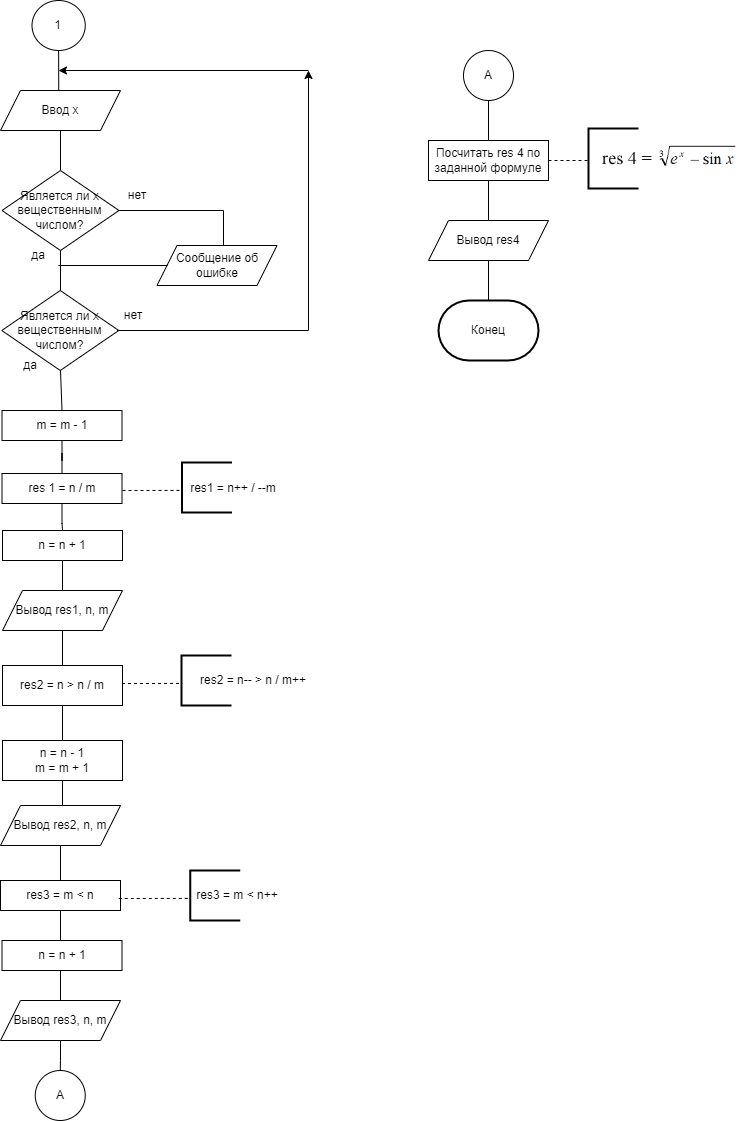 1
Ввод x
Является ли x
вещественным
числом?
нет
да
Сообщение об
ошибке
Является ли x
вещественным
числом?
нет
да
m = m - 1
res 1 = n / m
res1 = n++ / --m
n = n + 1
Вывод res1, n, m
res2 = n > n / m
res2 = n-- > n / m++
n = n - 1
m = m + 1
Вывод res2, n, m
res3 = m < n
res3 = m < n++
n = n + 1
Вывод res3, n, m
A
A
Посчитать res 4 по
заданной формуле
res 4 = ∛(eˣ – sin x)
Вывод res4
Конец